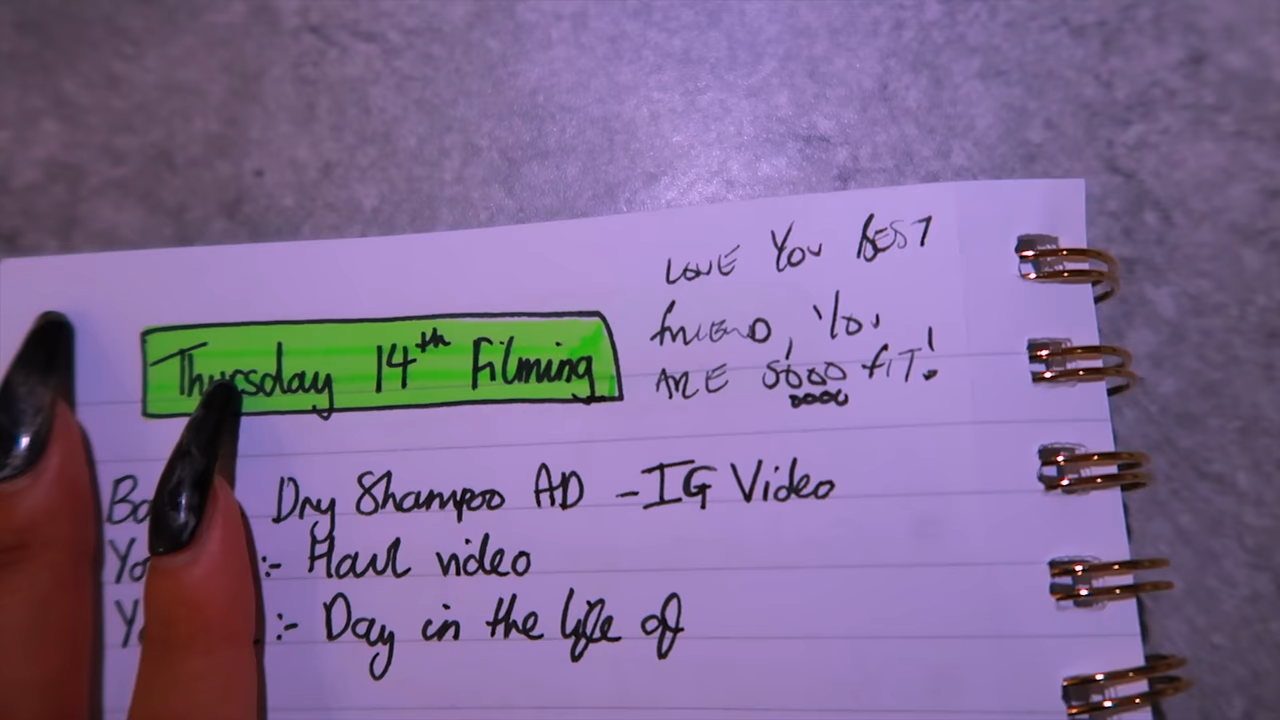 LOVE YOU BEST
FRIEND, YOU
ARE SOOO FIT!
Thursday 14th Filming
Dry Shampoo AD - IG Video
:- Haul video
:- Day in the life of